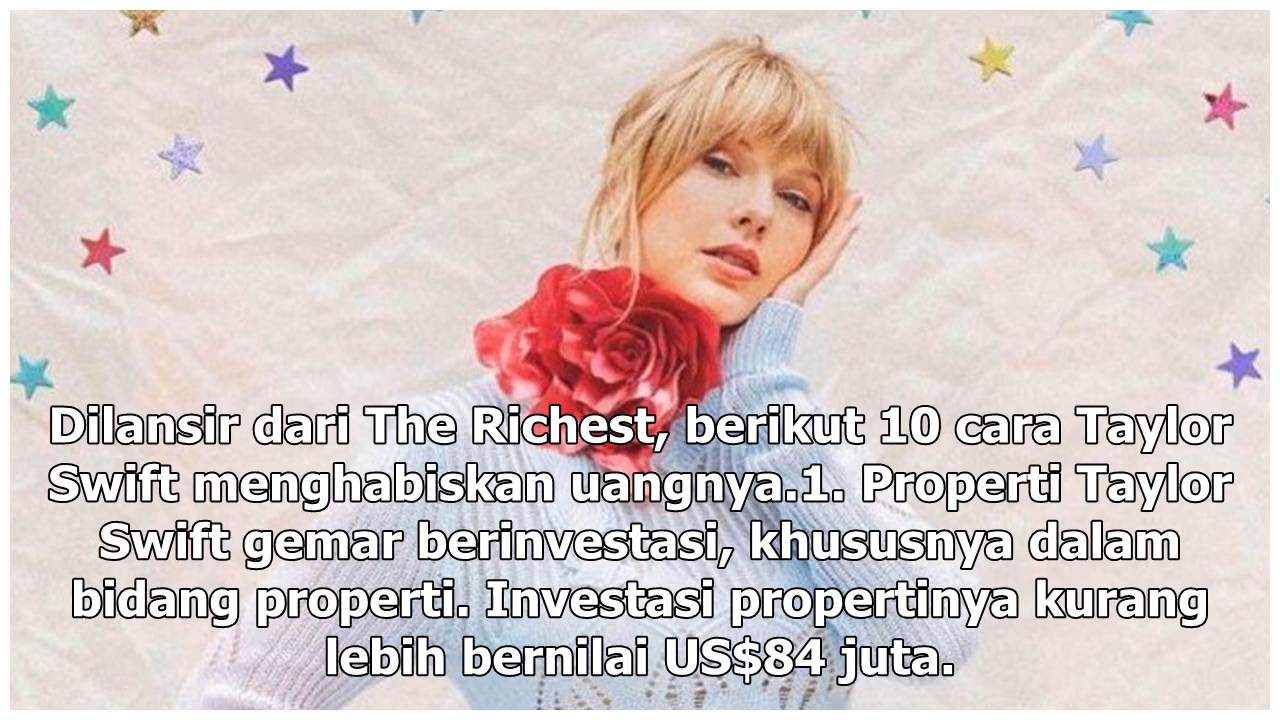 Dilansir dari The Richest, berikut 10 cara Taylor
Swift menghabiskan uangnya.1. Properti Taylor
Swift gemar berinvestasi, khususnya dalam
bidang properti. Investasi propertinya kurang
lebih bernilai US$84 juta.